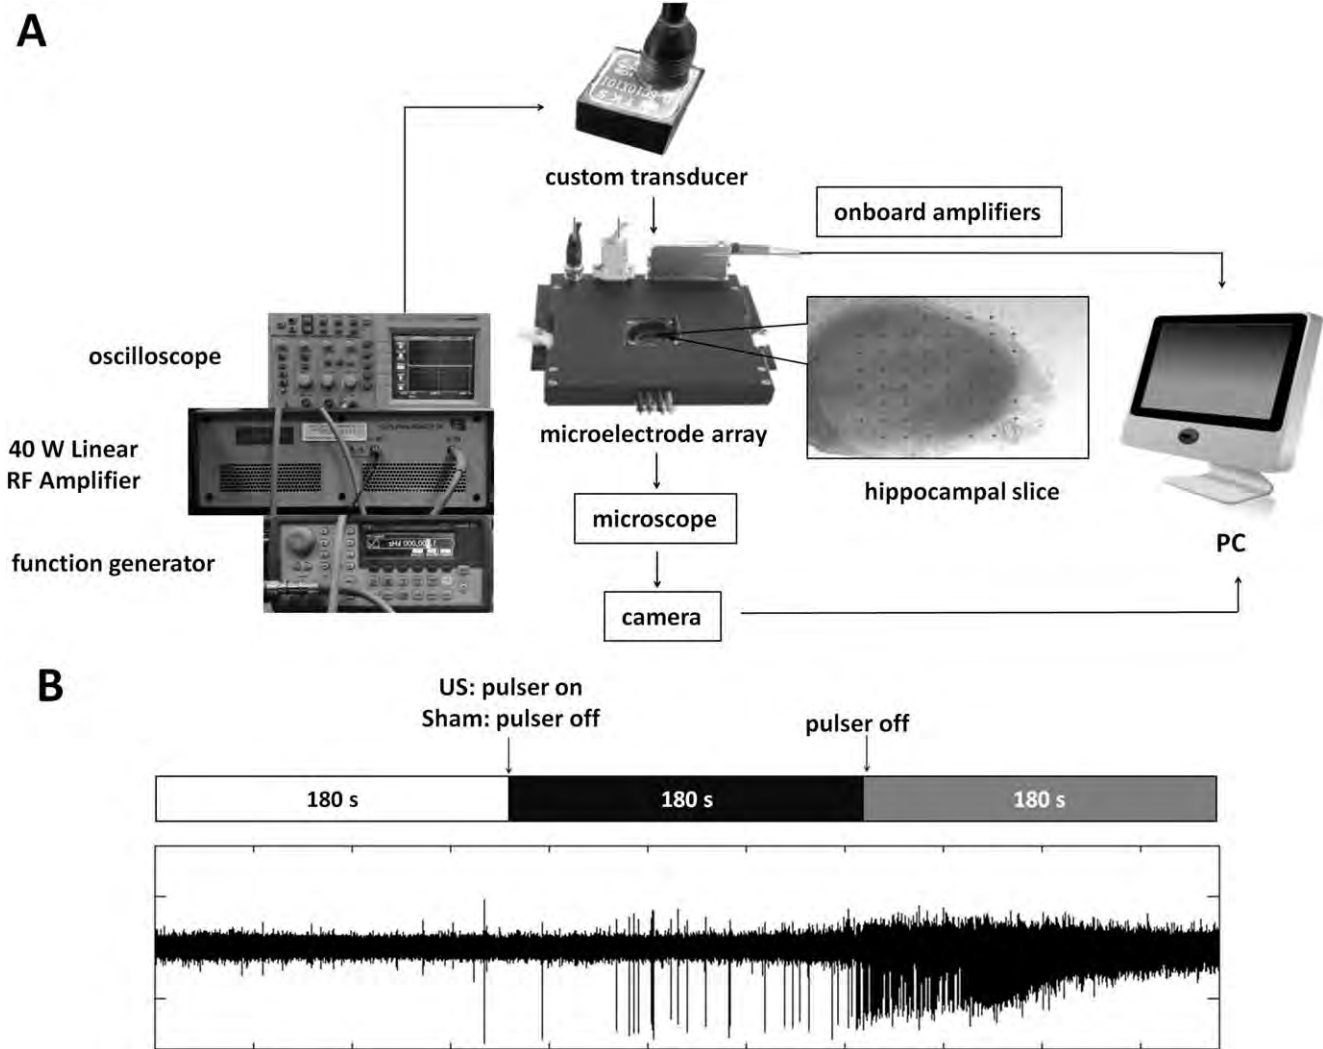 A
custom transducer
onboard amplifiers
oscilloscope
40 W Linear
RF Amplifier
function generator
microelectrode array
hippocampal slice
microscope
camera
PC
B
US: pulser on
Sham: pulser off
pulser off
180 s
180 s
180 s